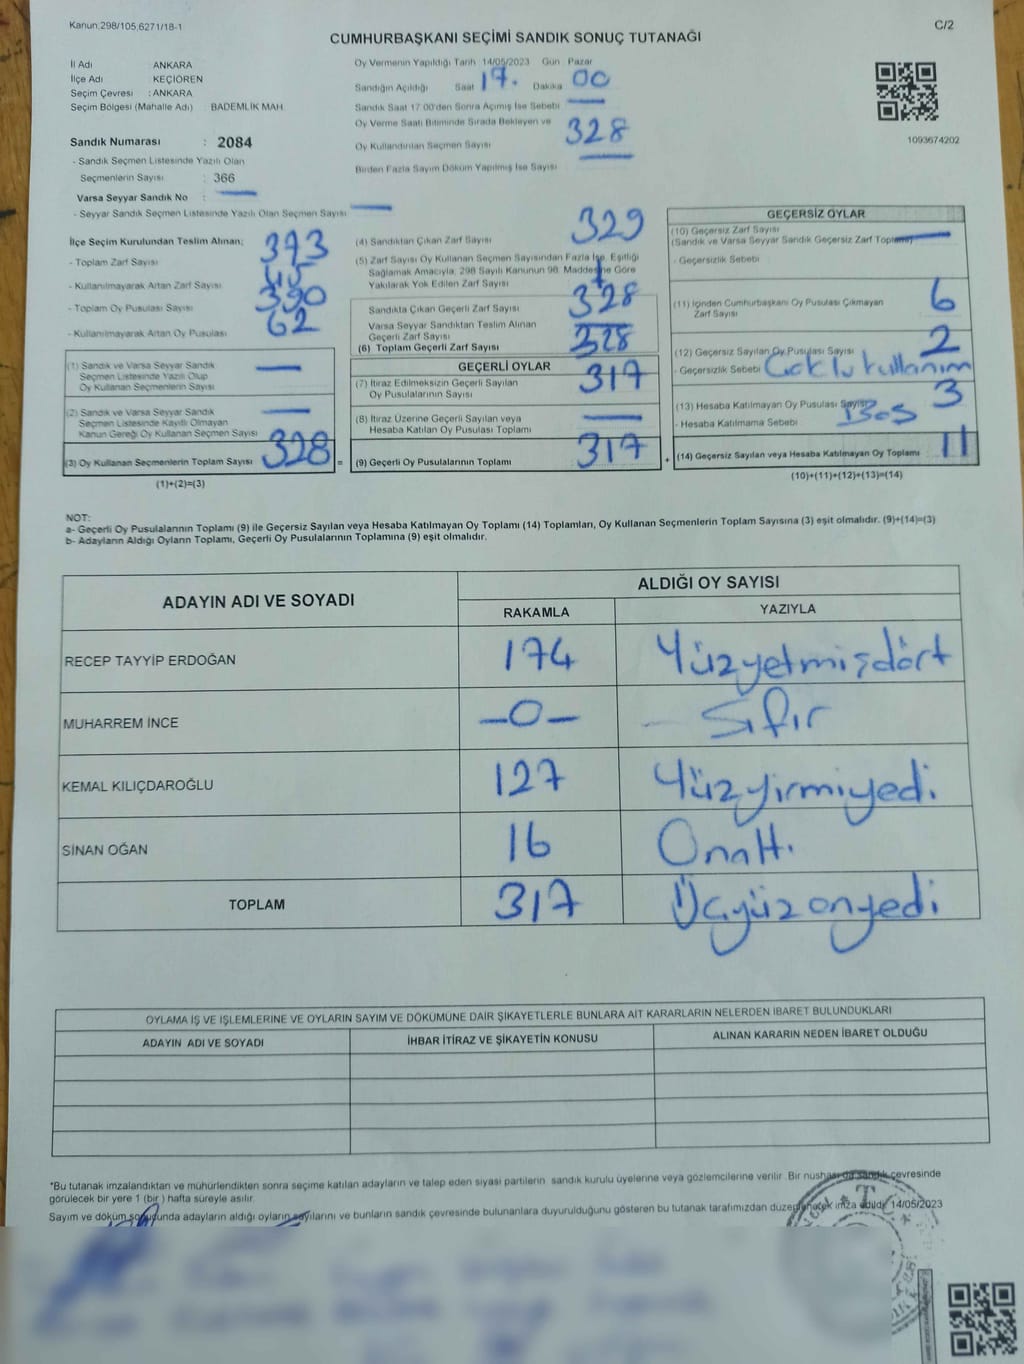 Kanun:298/105,6271/18-1
C/2
CUMHURBAŞKANI SEÇİMİ SANDIK SONUÇ TUTANAĞI
İl Adı : ANKARA
İlçe Adı : KEÇİÖREN
Seçim Çevresi : ANKARA
Seçim Bölgesi (Mahalle Adı) : BADEMLİK MAH
Sandık Numarası : 2084
- Sandık Seçmen Listesinde Yazılı Olan
Seçmenlerin Sayısı : 366
Varsa Seyyar Sandık No :
- Seyyar Sandık Seçmen Listesinde Yazılı Olan Seçmen Sayısı
Oy Vermenin Yapıldığı Tarih 14/05/2023 Gün Pazar
Sandığın Açıldığı Saat 17. Dakika 00
Sandık Saat 17:00'den Sonra Açımış İse Sebebi
Oy Verme Saati Bitiminde Sırada Bekleyen ve
Oy Kullandırılan Seçmen Sayısı 328
Birden Fazla Sayım Döküm Yapılmış İse Sayısı
1093674202
İlçe Seçim Kurulundan Teslim Alınan;
- Toplam Zarf Sayısı 373
- Kullanılmayarak Artan Zarf Sayısı 45
- Toplam Oy Pusulası Sayısı 390
- Kullanılmayarak Artan Oy Pusulası 62
(1) Sandık ve Varsa Seyyar Sandık
Seçmen Listesinde Yazılı Olup
Oy Kullanan Seçmenlerin Sayısı
(2) Sandık ve Varsa Seyyar Sandık
Seçmen Listesinde Kayıtlı Olmayan
Kanun Gereği Oy Kullanan Seçmen Sayısı
(3) Oy Kullanan Seçmenlerin Toplam Sayısı 328 =
(1)+(2)=(3)
(4) Sandıktan Çıkan Zarf Sayısı 329
(5) Zarf Sayısı Oy Kullanan Seçmen Sayısından Fazla İse, Eşitliği
Sağlamak Amacıyla, 298 Sayılı Kanunun 98. Maddesine Göre
Yakılarak Yok Edilen Zarf Sayısı 1
Sandıkta Çıkan Geçerli Zarf Sayısı 328
Varsa Seyyar Sandıktan Teslim Alınan
Geçerli Zarf Sayısı
(6) Toplam Geçerli Zarf Sayısı 328
GEÇERLİ OYLAR
(7) İtiraz Edilmeksizin Geçerli Sayılan
Oy Pusulalarının Sayısı 317
(8) İtiraz Üzerine Geçerli Sayılan veya
Hesaba Katılan Oy Pusulası Toplamı
(9) Geçerli Oy Pusulalarının Toplamı 317 +
GEÇERSİZ OYLAR
(10) Geçersiz Zarf Sayısı
(Sandık ve Varsa Seyyar Sandık Geçersiz Zarf Toplamı)
- Geçersizlik Sebebi :
(11) İçinden Cumhurbaşkanı Oy Pusulası Çıkmayan
Zarf Sayısı 6
(12) Geçersiz Sayılan Oy Pusulası Sayısı 2
- Geçersizlik Sebebi Çoklu kullanım
(13) Hesaba Katılmayan Oy Pusulası Sayısı 3
- Hesaba Katılmama Sebebi Boş
(14) Geçersiz Sayılan veya Hesaba Katılmayan Oy Toplamı 11
(10)+(11)+(12)+(13)=(14)
NOT:
a- Geçerli Oy Pusulalarının Toplamı (9) ile Geçersiz Sayılan veya Hesaba Katılmayan Oy Toplamı (14) Toplamları, Oy Kullanan Seçmenlerin Toplam Sayısına (3) eşit olmalıdır. (9)+(14)=(3)
b- Adayların Aldığı Oyların Toplamı, Geçerli Oy Pusulalarının Toplamına (9) eşit olmalıdır.
ADAYIN ADI VE SOYADI ALDIĞI OY SAYISI
RAKAMLA YAZIYLA
RECEP TAYYİP ERDOĞAN 174 Yüzyetmişdört
MUHARREM İNCE —0— - Sıfır
KEMAL KILIÇDAROĞLU 127 Yüzyirmiyedi
SİNAN OĞAN 16 Onaltı
TOPLAM 317 Üçyüzonyedi
OYLAMA İŞ VE İŞLEMLERİNE VE OYLARIN SAYIM VE DÖKÜMÜNE DAİR ŞİKAYETLERLE BUNLARA AİT KARARLARIN NELERDEN İBARET BULUNDUKLARI
ADAYIN ADI VE SOYADI İHBAR İTİRAZ VE ŞİKAYETİN KONUSU ALINAN KARARIN NEDEN İBARET OLDUĞU
*Bu tutanak imzalandıktan ve mühürlendikten sonra seçime katılan adayların ve talep eden siyasi partilerin sandık kurulu üyelerine veya gözlemcilerine verilir. Bir nüshası da sandık çevresinde
görülecek bir yere 1 (bir ) hafta süreyle asılır.
Sayım ve döküm sonucunda adayların aldığı oyların sayılarını ve bunların sandık çevresinde bulunanlara duyurulduğunu gösteren bu tutanak tarafımızdan düzenlenerek imza edildi. 14/05/2023